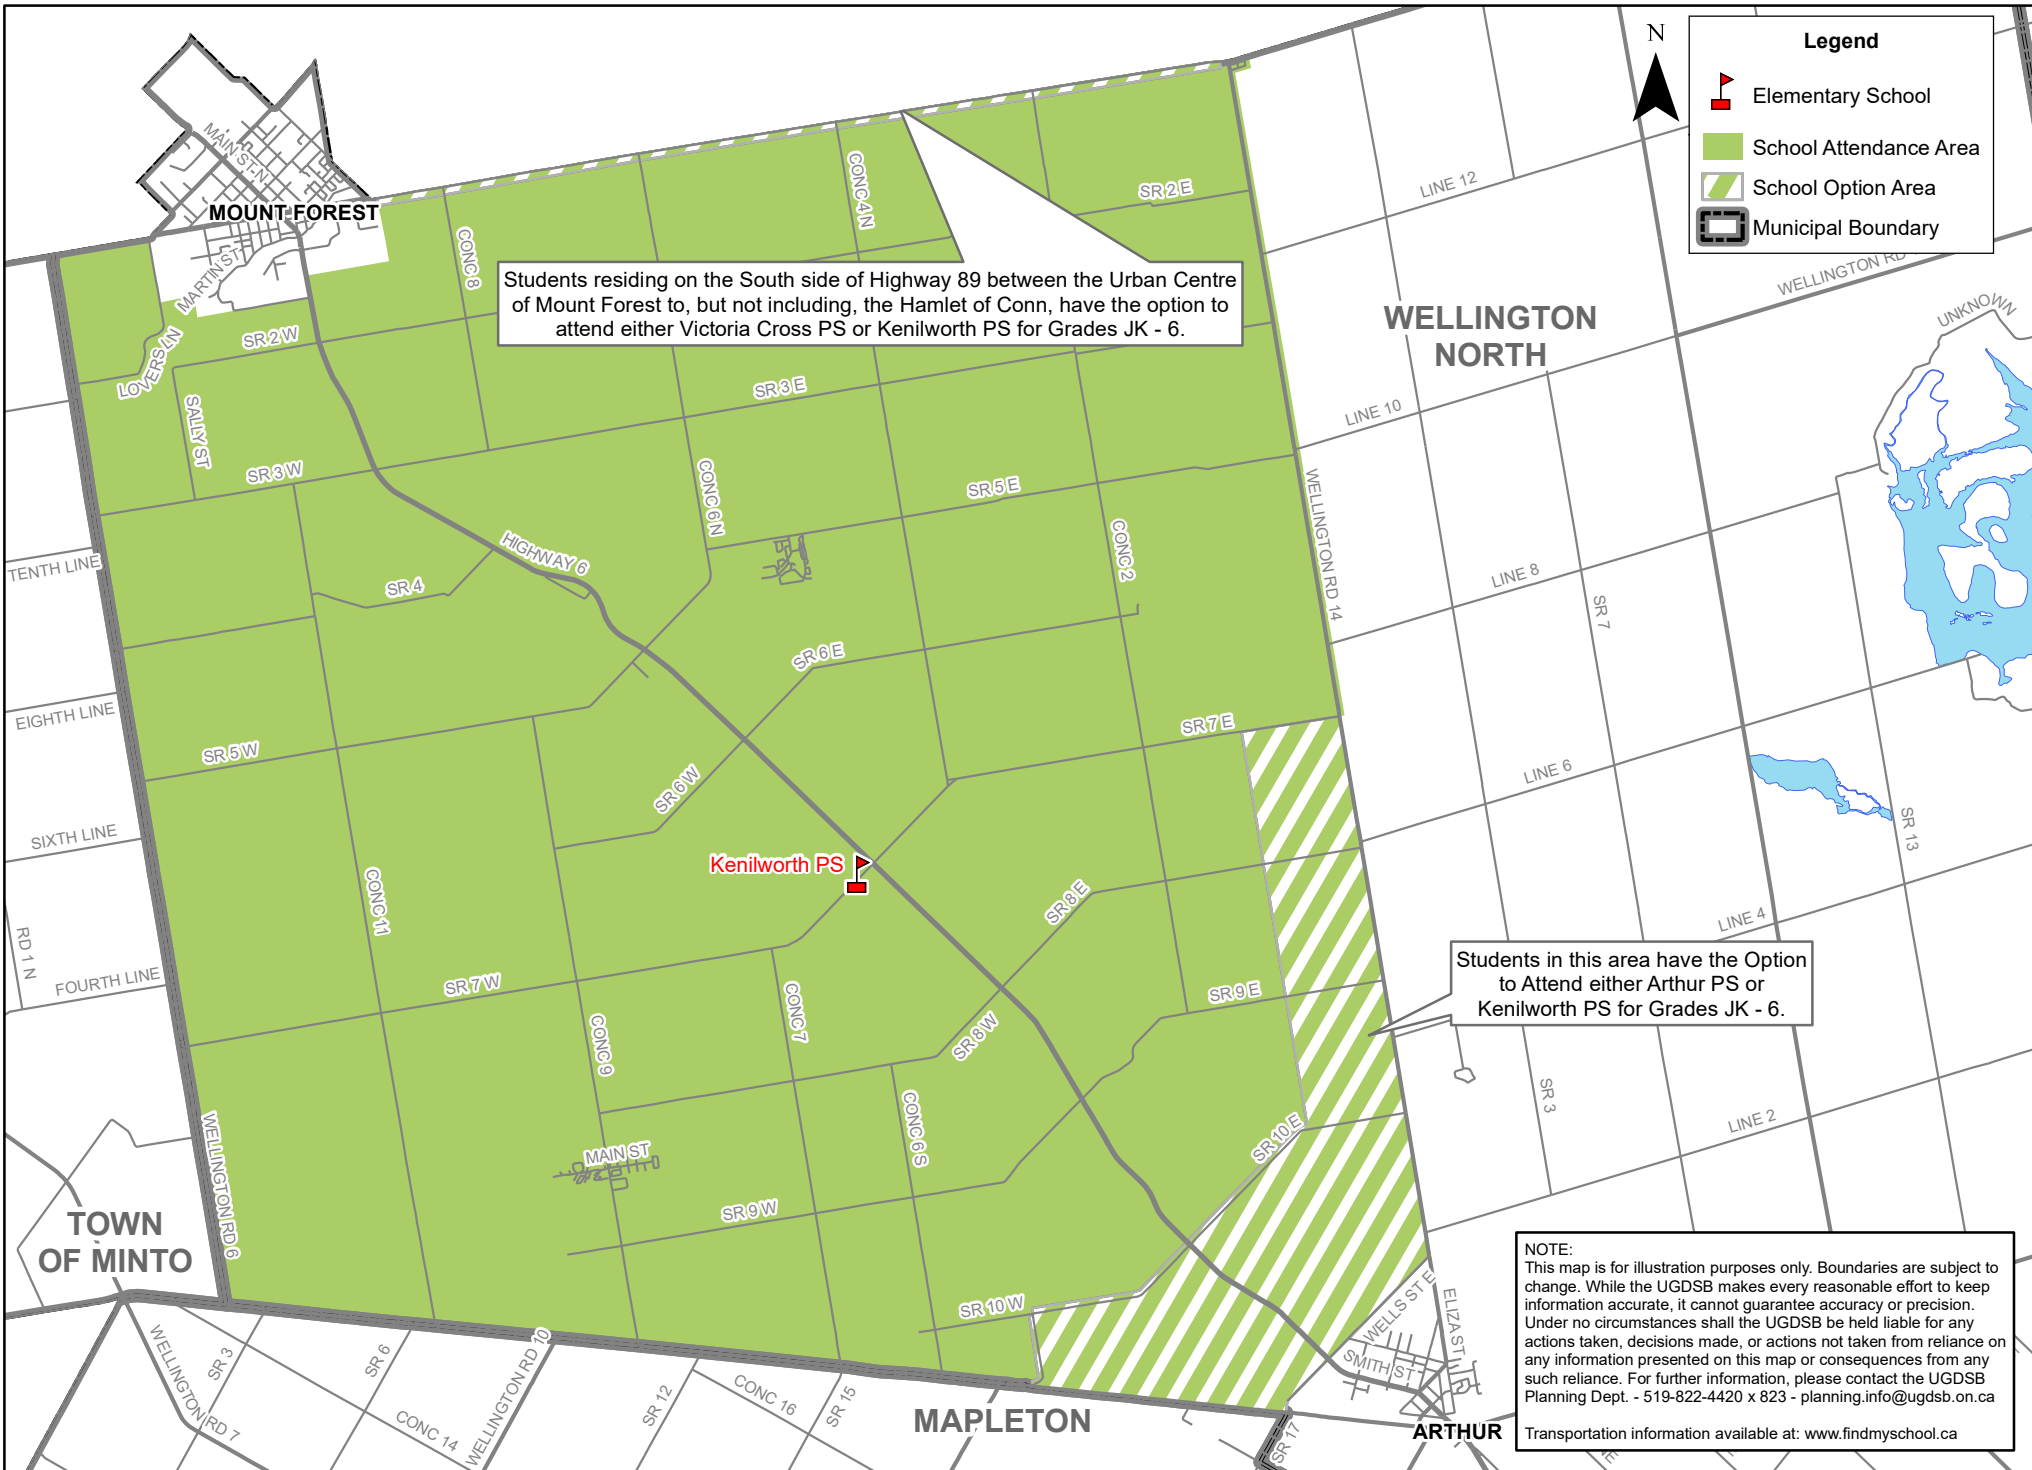 N
Legend
Elementary School
School Attendance Area
School Option Area
Municipal Boundary
MAIN ST N
MOUNT FOREST
MARTIN ST
CONC 8
CONC 4 N
SR 2 E
LINE 12
WELLINGTON RD
UNKNOWN
Students residing on the South side of Highway 89 between the Urban Centre
of Mount Forest to, but not including, the Hamlet of Conn, have the option to
attend either Victoria Cross PS or Kenilworth PS for Grades JK - 6.
WELLINGTON
NORTH
LOVERS LN
SR 2 W
SALLY ST
SR 3 E
LINE 10
SR 3 W
CONC 6 N
SR 5 E
WELLINGTON RD 14
TENTH LINE
SR 4
HIGHWAY 6
CONC 2
LINE 8
SR 7
SR 6 E
EIGHTH LINE
SR 5 W
SR 7 E
SR 6 W
LINE 6
SIXTH LINE
SR 13
Kenilworth PS
CONC 11
SR 8 E
LINE 4
RD 1 N
FOURTH LINE
SR 7 W
CONC 7
SR 9 E
Students in this area have the Option
to Attend either Arthur PS or
Kenilworth PS for Grades JK - 6.
CONC 9
SR 8 W
SR 3
LINE 2
CONC 6 S
SR 10 E
MAIN ST
WELLINGTON RD 6
SR 9 W
TOWN
OF MINTO
SR 10 W
WELLS ST E
ELIZA ST
SMITH ST
WELLINGTON RD 7
SR 3
SR 6
WELLINGTON RD 10
CONC 14
SR 12
CONC 16
SR 15
MAPLETON
SR 17
ARTHUR
NOTE:
This map is for illustration purposes only. Boundaries are subject to
change. While the UGDSB makes every reasonable effort to keep
information accurate, it cannot guarantee accuracy or precision.
Under no circumstances shall the UGDSB be held liable for any
actions taken, decisions made, or actions not taken from reliance on
any information presented on this map or consequences from any
such reliance. For further information, please contact the UGDSB
Planning Dept. - 519-822-4420 x 823 - planning.info@ugdsb.on.ca
Transportation information available at: www.findmyschool.ca